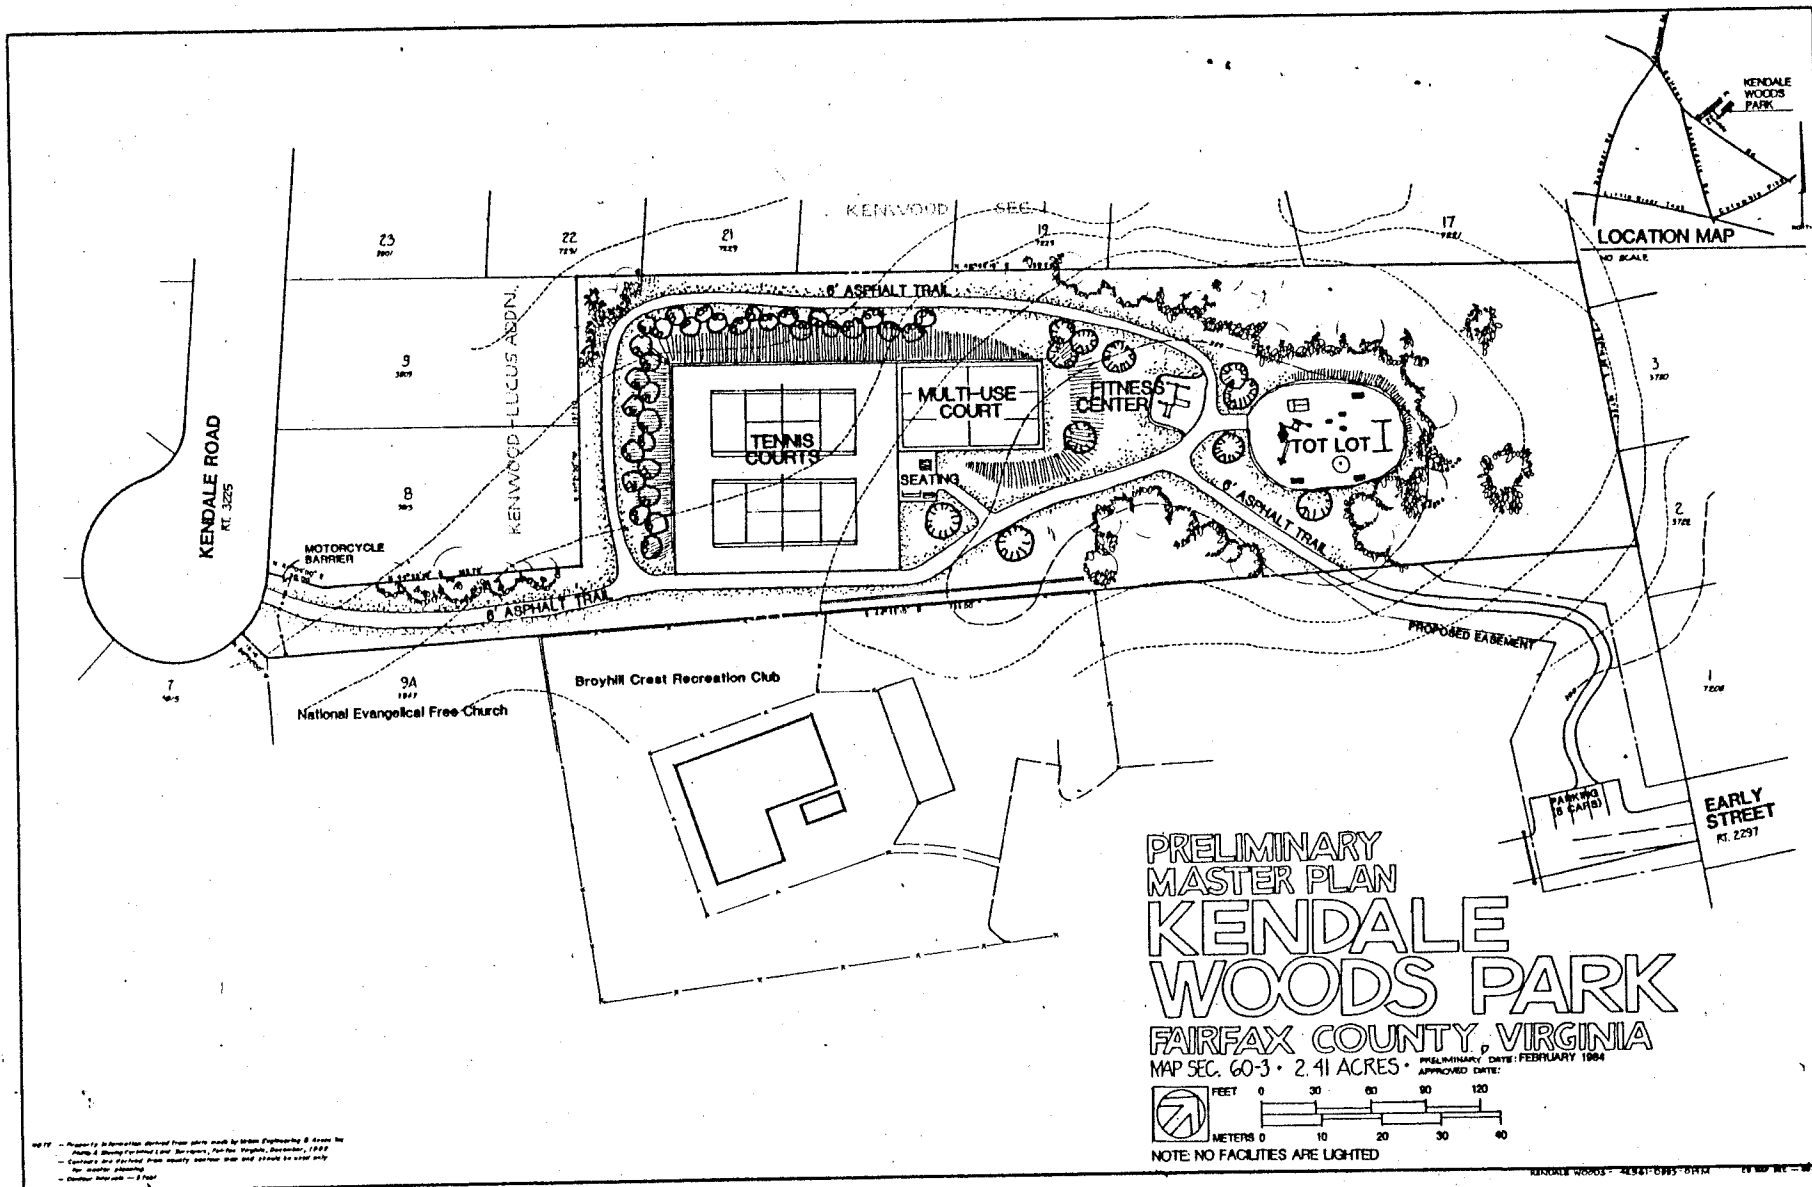 KENDALE
WOODS
PARK
LOCATION MAP
NO SCALE
KENWOOD SEC. 1
23
22
21
19
17
6' ASPHALT TRAIL
KENWOOD-LUCUS ADDN.
9
8
3
2
1
KENDALE ROAD
RT. 3225
MULTI-USE
COURT
FITNESS
CENTER
TENNIS
COURTS
SEATING
TOT LOT
6' ASPHALT TRAIL
MOTORCYCLE
BARRIER
6' ASPHALT TRAIL
PROPOSED EASEMENT
7
9A
Broyhill Crest Recreation Club
National Evangelical Free Church
PARKING
EARLY
STREET
RT. 2297
PRELIMINARY
MASTER PLAN
KENDALE
WOODS PARK
FAIRFAX COUNTY, VIRGINIA
MAP SEC. 60-3 • 2.41 ACRES • PRELIMINARY DATE: FEBRUARY 1984
APPROVED DATE:
FEET 0 30 60 90 120
METERS 0 10 20 30 40
NOTE: NO FACILITIES ARE LIGHTED